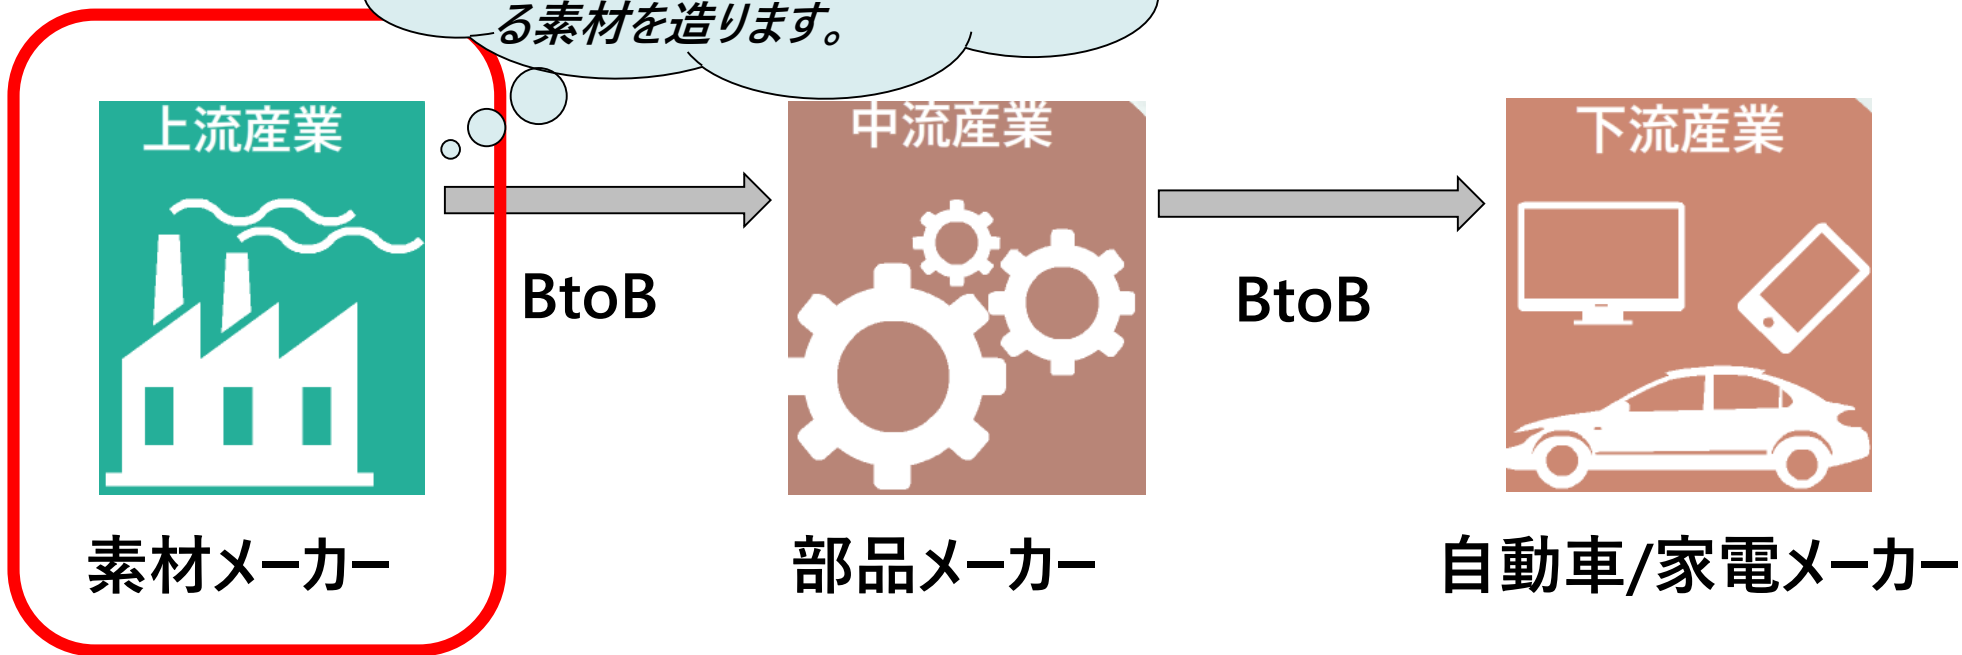 る素材を造ります。
上流産業
中流産業
下流産業
BtoB
BtoB
素材メーカー
部品メーカー
自動車/家電メーカー